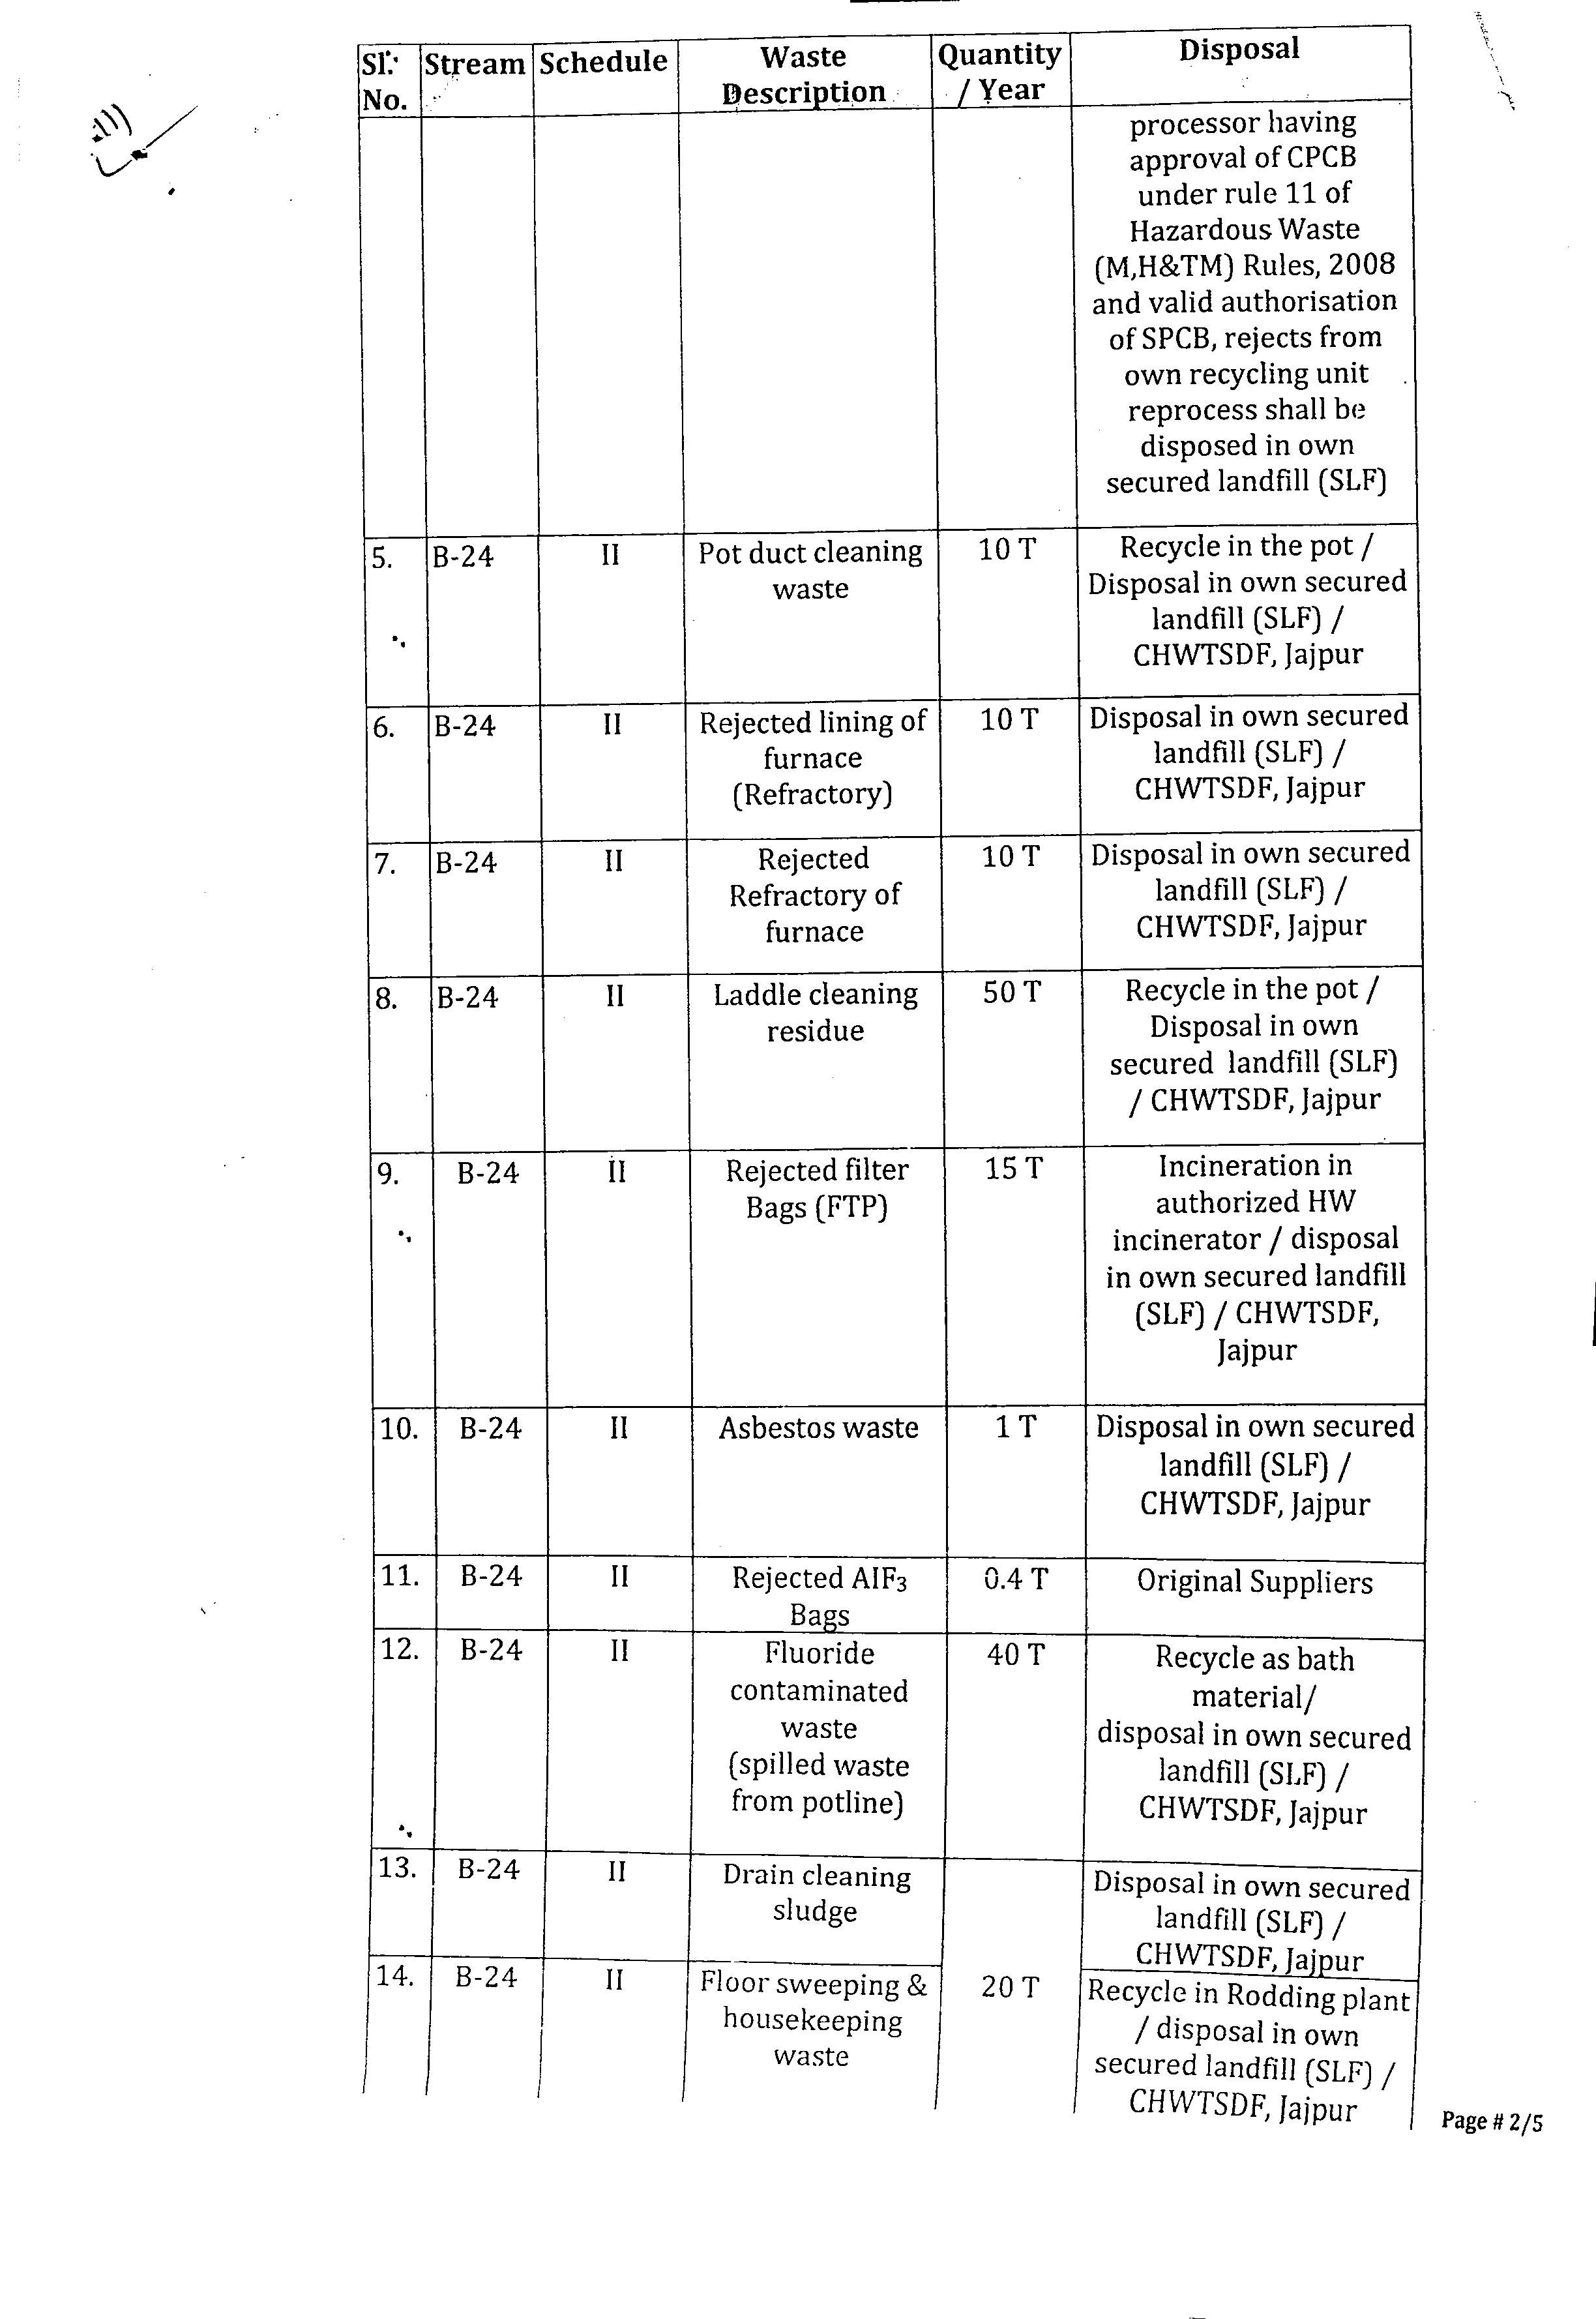 Sl. No. Stream Schedule Waste Description Quantity / Year Disposal
processor having
approval of CPCB
under rule 11 of
Hazardous Waste
(M,H&TM) Rules, 2008
and valid authorisation
of SPCB, rejects from
own recycling unit
reprocess shall be
disposed in own
secured landfill (SLF)
5. B-24 II Pot duct cleaning 10 T Recycle in the pot /
waste Disposal in own secured
landfill (SLF) /
CHWTSDF, Jajpur
6. B-24 II Rejected lining of 10 T Disposal in own secured
furnace landfill (SLF) /
(Refractory) CHWTSDF, Jajpur
7. B-24 II Rejected 10 T Disposal in own secured
Refractory of landfill (SLF) /
furnace CHWTSDF, Jajpur
8. B-24 II Laddle cleaning 50 T Recycle in the pot /
residue Disposal in own
secured landfill (SLF)
/ CHWTSDF, Jajpur
9. B-24 II Rejected filter 15 T Incineration in
Bags (FTP) authorized HW
incinerator / disposal
in own secured landfill
(SLF) / CHWTSDF,
Jajpur
10. B-24 II Asbestos waste 1 T Disposal in own secured
landfill (SLF) /
CHWTSDF, Jajpur
11. B-24 II Rejected AlF3 0.4 T Original Suppliers
Bags
12. B-24 II Fluoride 40 T Recycle as bath
contaminated material/
waste disposal in own secured
(spilled waste landfill (SLF) /
from potline) CHWTSDF, Jajpur
13. B-24 II Drain cleaning Disposal in own secured
sludge landfill (SLF) /
CHWTSDF, Jajpur
14. B-24 II Floor sweeping & 20 T Recycle in Rodding plant
housekeeping / disposal in own
waste secured landfill (SLF) /
CHWTSDF, Jajpur
Page # 2/5